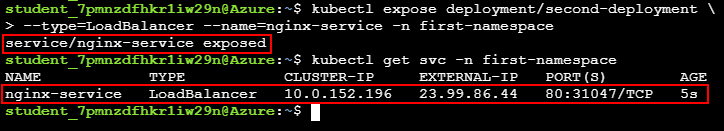 student_7pmnzdfhkr1iw29n@Azure:~$ kubectl expose deployment/second-deployment \
> --type=LoadBalancer --name=nginx-service -n first-namespace
service/nginx-service exposed
student_7pmnzdfhkr1iw29n@Azure:~$ kubectl get svc -n first-namespace
NAME TYPE CLUSTER-IP EXTERNAL-IP PORT(S) AGE
nginx-service LoadBalancer 10.0.152.196 23.99.86.44 80:31047/TCP 5s
student_7pmnzdfhkr1iw29n@Azure:~$